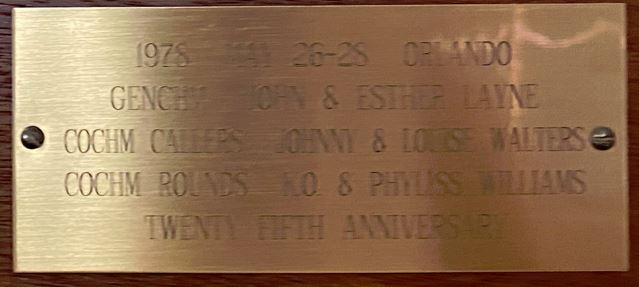 1978 MAY 26-28 ORLANDO
GENCHM JOHN & ESTHER LAYNE
COCHM CALLERS JOHNNY & LOUISE WALTERS
COCHM ROUNDS K.O. & PHYLISS WILLIAMS
TWENTY FIFTH ANNIVERSARY